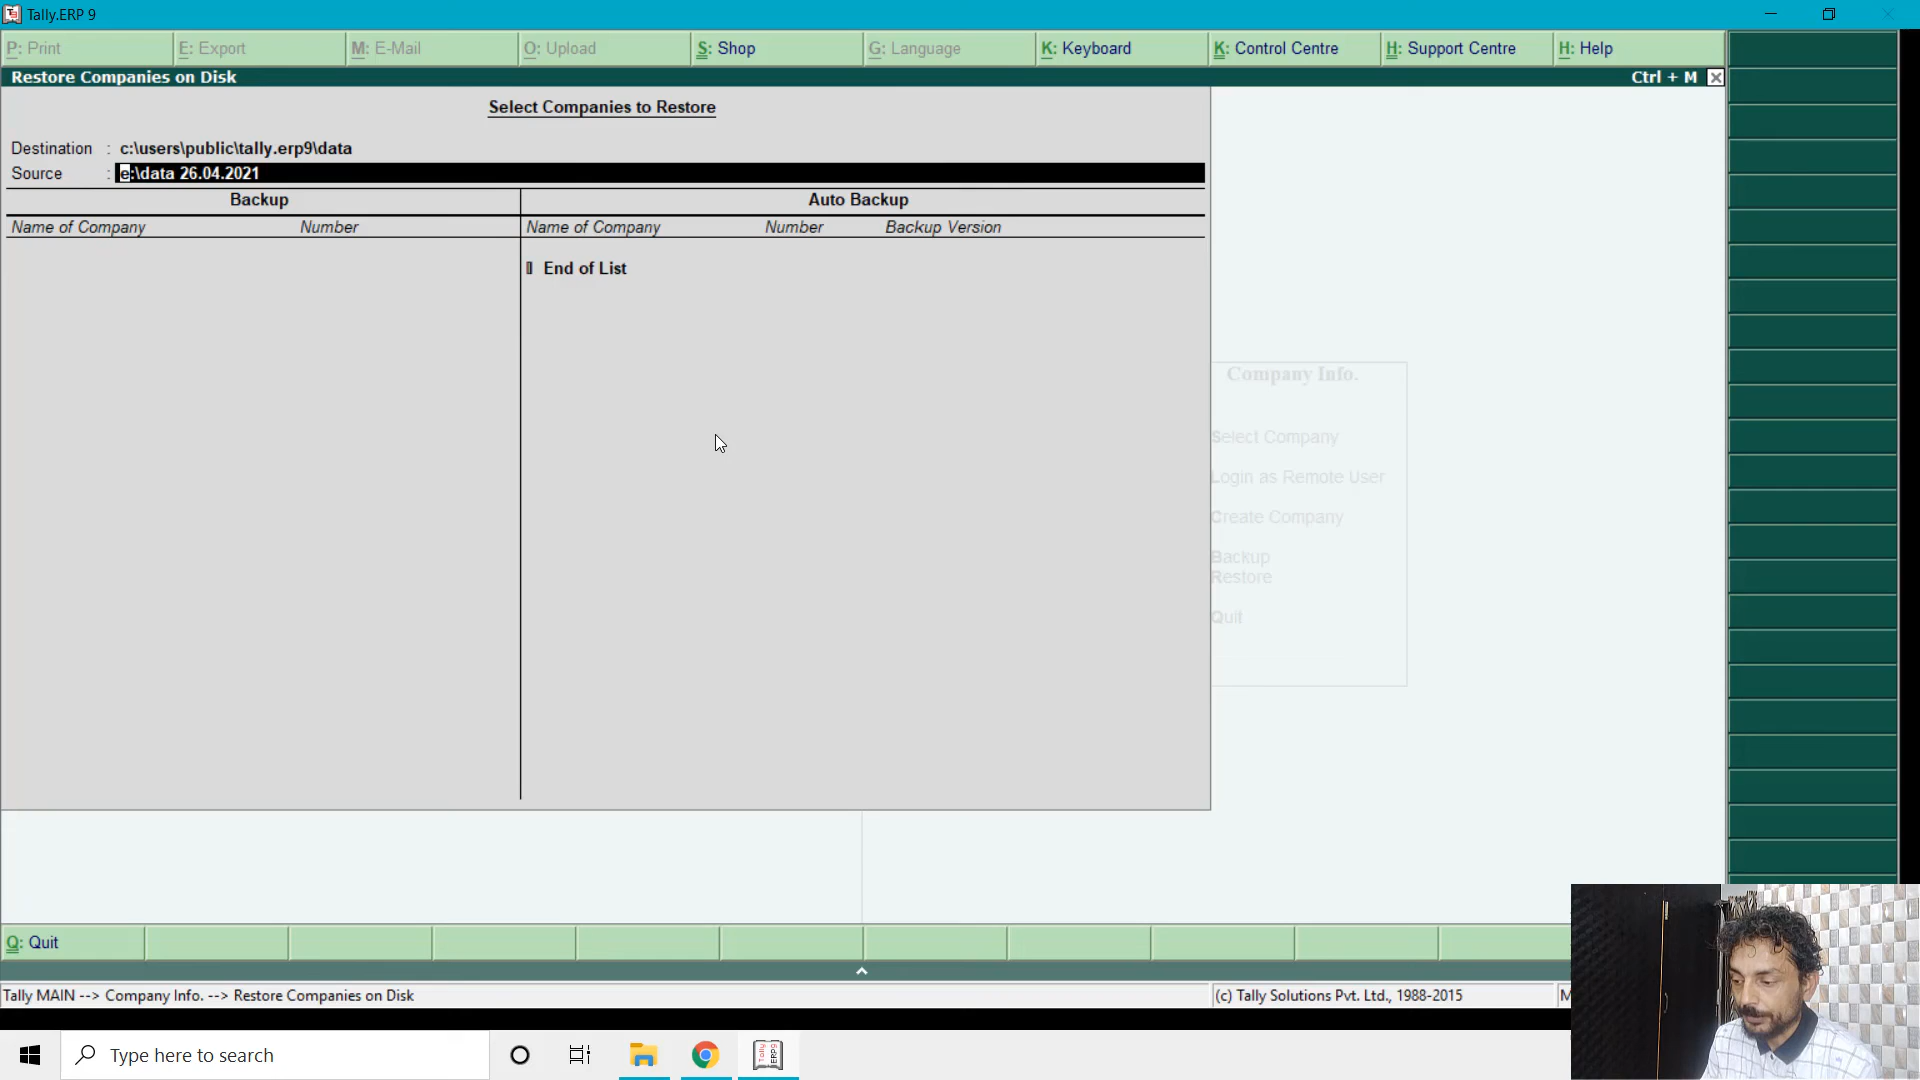 Tally.ERP 9
P: Print E: Export M: E-Mail O: Upload S: Shop G: Language K: Keyboard K: Control Centre H: Support Centre H: Help
Restore Companies on Disk Ctrl + M
Select Companies to Restore
Destination : c:\users\public\tally.erp9\data
Source : e:\data 26.04.2021
Backup Auto Backup
Name of Company Number Name of Company Number Backup Version
End of List
Company Info.
Select Company
Login as Remote User
Create Company
Backup
Restore
Quit
Q: Quit
Tally MAIN --> Company Info. --> Restore Companies on Disk (c) Tally Solutions Pvt. Ltd., 1988-2015
Type here to search